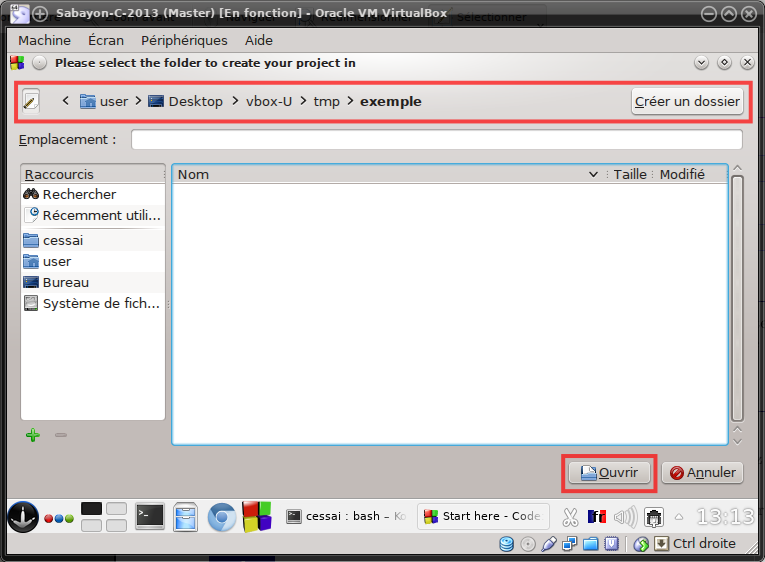 Sabayon-C-2013 (Master) [En fonction] - Oracle VM VirtualBox
Machine Écran Périphériques Aide
Please select the folder to create your project in
user Desktop vbox-U tmp exemple Créer un dossier
Emplacement :
Raccourcis Nom Taille Modifié
Rechercher
Récemment utili...
cessai
user
Bureau
Système de fich...
Ouvrir Annuler
cessai : bash – Ko Start here - Code fr 13:13
Ctrl droite